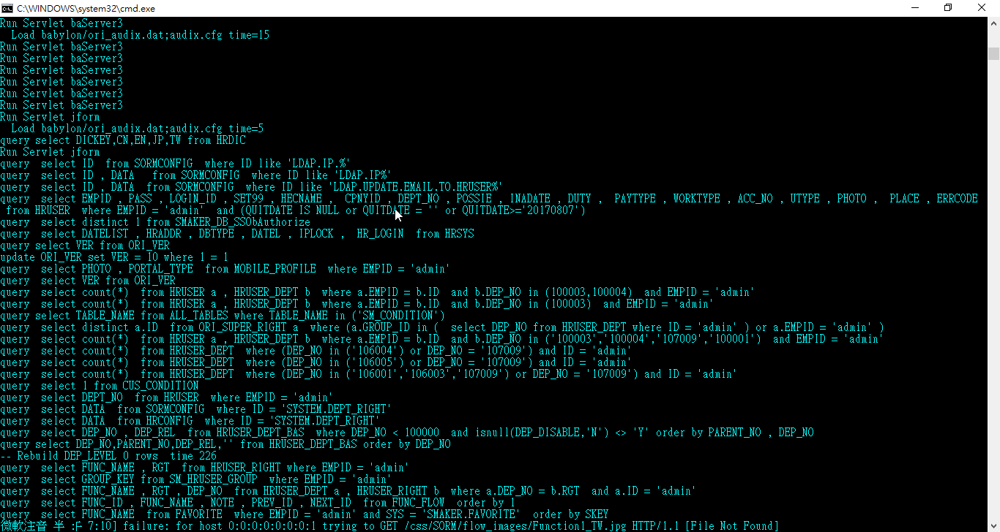 C:\WINDOWS\system32\cmd.exe
Run Servlet baServer3
Load babylon/ori_audix.dat;audix.cfg time=15
Run Servlet baServer3
Run Servlet baServer3
Run Servlet baServer3
Run Servlet baServer3
Run Servlet baServer3
Run Servlet baServer3
Run Servlet jform
Load babylon/ori_audix.dat;audix.cfg time=5
query select DICKEY,CN,EN,JP,TW from HRDIC
Run Servlet jform
query  select ID  from SORMCONFIG  where ID like 'LDAP.IP.%'
query  select ID , DATA   from SORMCONFIG  where ID like 'LDAP.IP%'
query  select ID , DATA  from SORMCONFIG  where ID like 'LDAP.UPDATE.EMAIL.TO.HRUSER%'
query  select EMPID , PASS , LOGIN_ID , SET99 , HECNAME ,  CPNYID , DEPT_NO , POSSIE , INADATE , DUTY ,  PAYTYPE , WORKTYPE , ACC_NO , UTYPE , PHOTO ,  PLACE , ERRCODE
from HRUSER  where EMPID = 'admin'  and (QUITDATE IS NULL or QUITDATE = '' or QUITDATE>='20170807')
query  select distinct 1 from SMAKER_DB_SSObAuthorize
query  select DATELIST , HRADDR , DBTYPE , DATEL , IPLOCK ,  HR_LOGIN  from HRSYS
query select VER from ORI_VER
update ORI_VER set VER = 10 where 1 = 1
query  select PHOTO , PORTAL_TYPE  from MOBILE_PROFILE  where EMPID = 'admin'
query  select VER from ORI_VER
query  select count(*)  from HRUSER a , HRUSER_DEPT b  where a.EMPID = b.ID  and b.DEP_NO in (100003,100004)  and EMPID = 'admin'
query  select count(*)  from HRUSER a , HRUSER_DEPT b  where a.EMPID = b.ID  and b.DEP_NO in (100003)  and EMPID = 'admin'
query select TABLE_NAME from ALL_TABLES where TABLE_NAME in ('SM_CONDITION')
query  select distinct a.ID  from ORI_SUPER_RIGHT a  where (a.GROUP_ID in (  select DEP_NO from HRUSER_DEPT where ID = 'admin' ) or a.EMPID = 'admin' )
query  select count(*)  from HRUSER a , HRUSER_DEPT b  where a.EMPID = b.ID  and b.DEP_NO in ('100003','100004','107009','100001')  and EMPID = 'admin'
query  select count(*)  from HRUSER_DEPT  where (DEP_NO in ('106004') or DEP_NO = '107009') and ID = 'admin'
query  select count(*)  from HRUSER_DEPT  where (DEP_NO in ('106005') or DEP_NO = '107009') and ID = 'admin'
query  select count(*)  from HRUSER_DEPT  where (DEP_NO in ('106001','106003','107009') or DEP_NO = '107009') and ID = 'admin'
query  select 1 from CUS_CONDITION
query  select DEPT_NO  from HRUSER  where EMPID = 'admin'
query  select DATA  from SORMCONFIG  where ID = 'SYSTEM.DEPT_RIGHT'
query  select DATA  from HRCONFIG  where ID = 'SYSTEM.DEPT_RIGHT'
query  select DEP_NO , DEP_REL  from HRUSER_DEPT_BAS  where DEP_NO < 100000  and isnull(DEP_DISABLE,'N') <> 'Y' order by PARENT_NO , DEP_NO
query select DEP_NO,PARENT_NO,DEP_REL,'' from HRUSER_DEPT_BAS order by DEP_NO
-- Rebuild DEP_LEVEL 0 rows  time 226
query  select FUNC_NAME , RGT  from HRUSER_RIGHT where EMPID = 'admin'
query  select GROUP_KEY from SM_HRUSER_GROUP  where EMPID = 'admin'
query  select FUNC_NAME , RGT , DEP_NO  from HRUSER_DEPT a , HRUSER_RIGHT b  where a.DEP_NO = b.RGT  and a.ID = 'admin'
query  select FUNC_ID , FUNC_NAME , NOTE , PREV_ID , NEXT_ID  from FUNC_FLOW  order by 1
query  select FUNC_NAME  from FAVORITE  where EMPID = 'admin' and SYS = 'SMAKER.FAVORITE'  order by SKEY
微軟注音 半 : 7:10] failure: for host 0:0:0:0:0:0:0:1 trying to GET /css/SORM/flow_images/Function1_TW.jpg HTTP/1.1 [File Not Found]